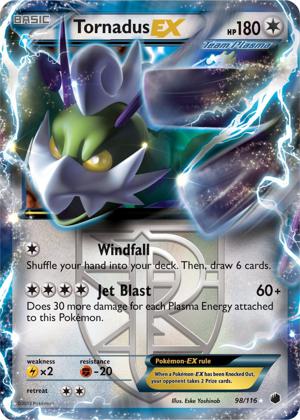 BASIC
Tornadus EX
HP180
Team Plasma
Windfall
Shuffle your hand into your deck. Then, draw 6 cards.
Jet Blast 60+
Does 30 more damage for each Plasma Energy attached
to this Pokémon.
weakness
×2
resistance
-20
retreat
Pokémon-EX rule
When a Pokémon-EX has been Knocked Out,
your opponent takes 2 Prize cards.
©2013 Pokémon
Illus. Eske Yoshinob
98/116